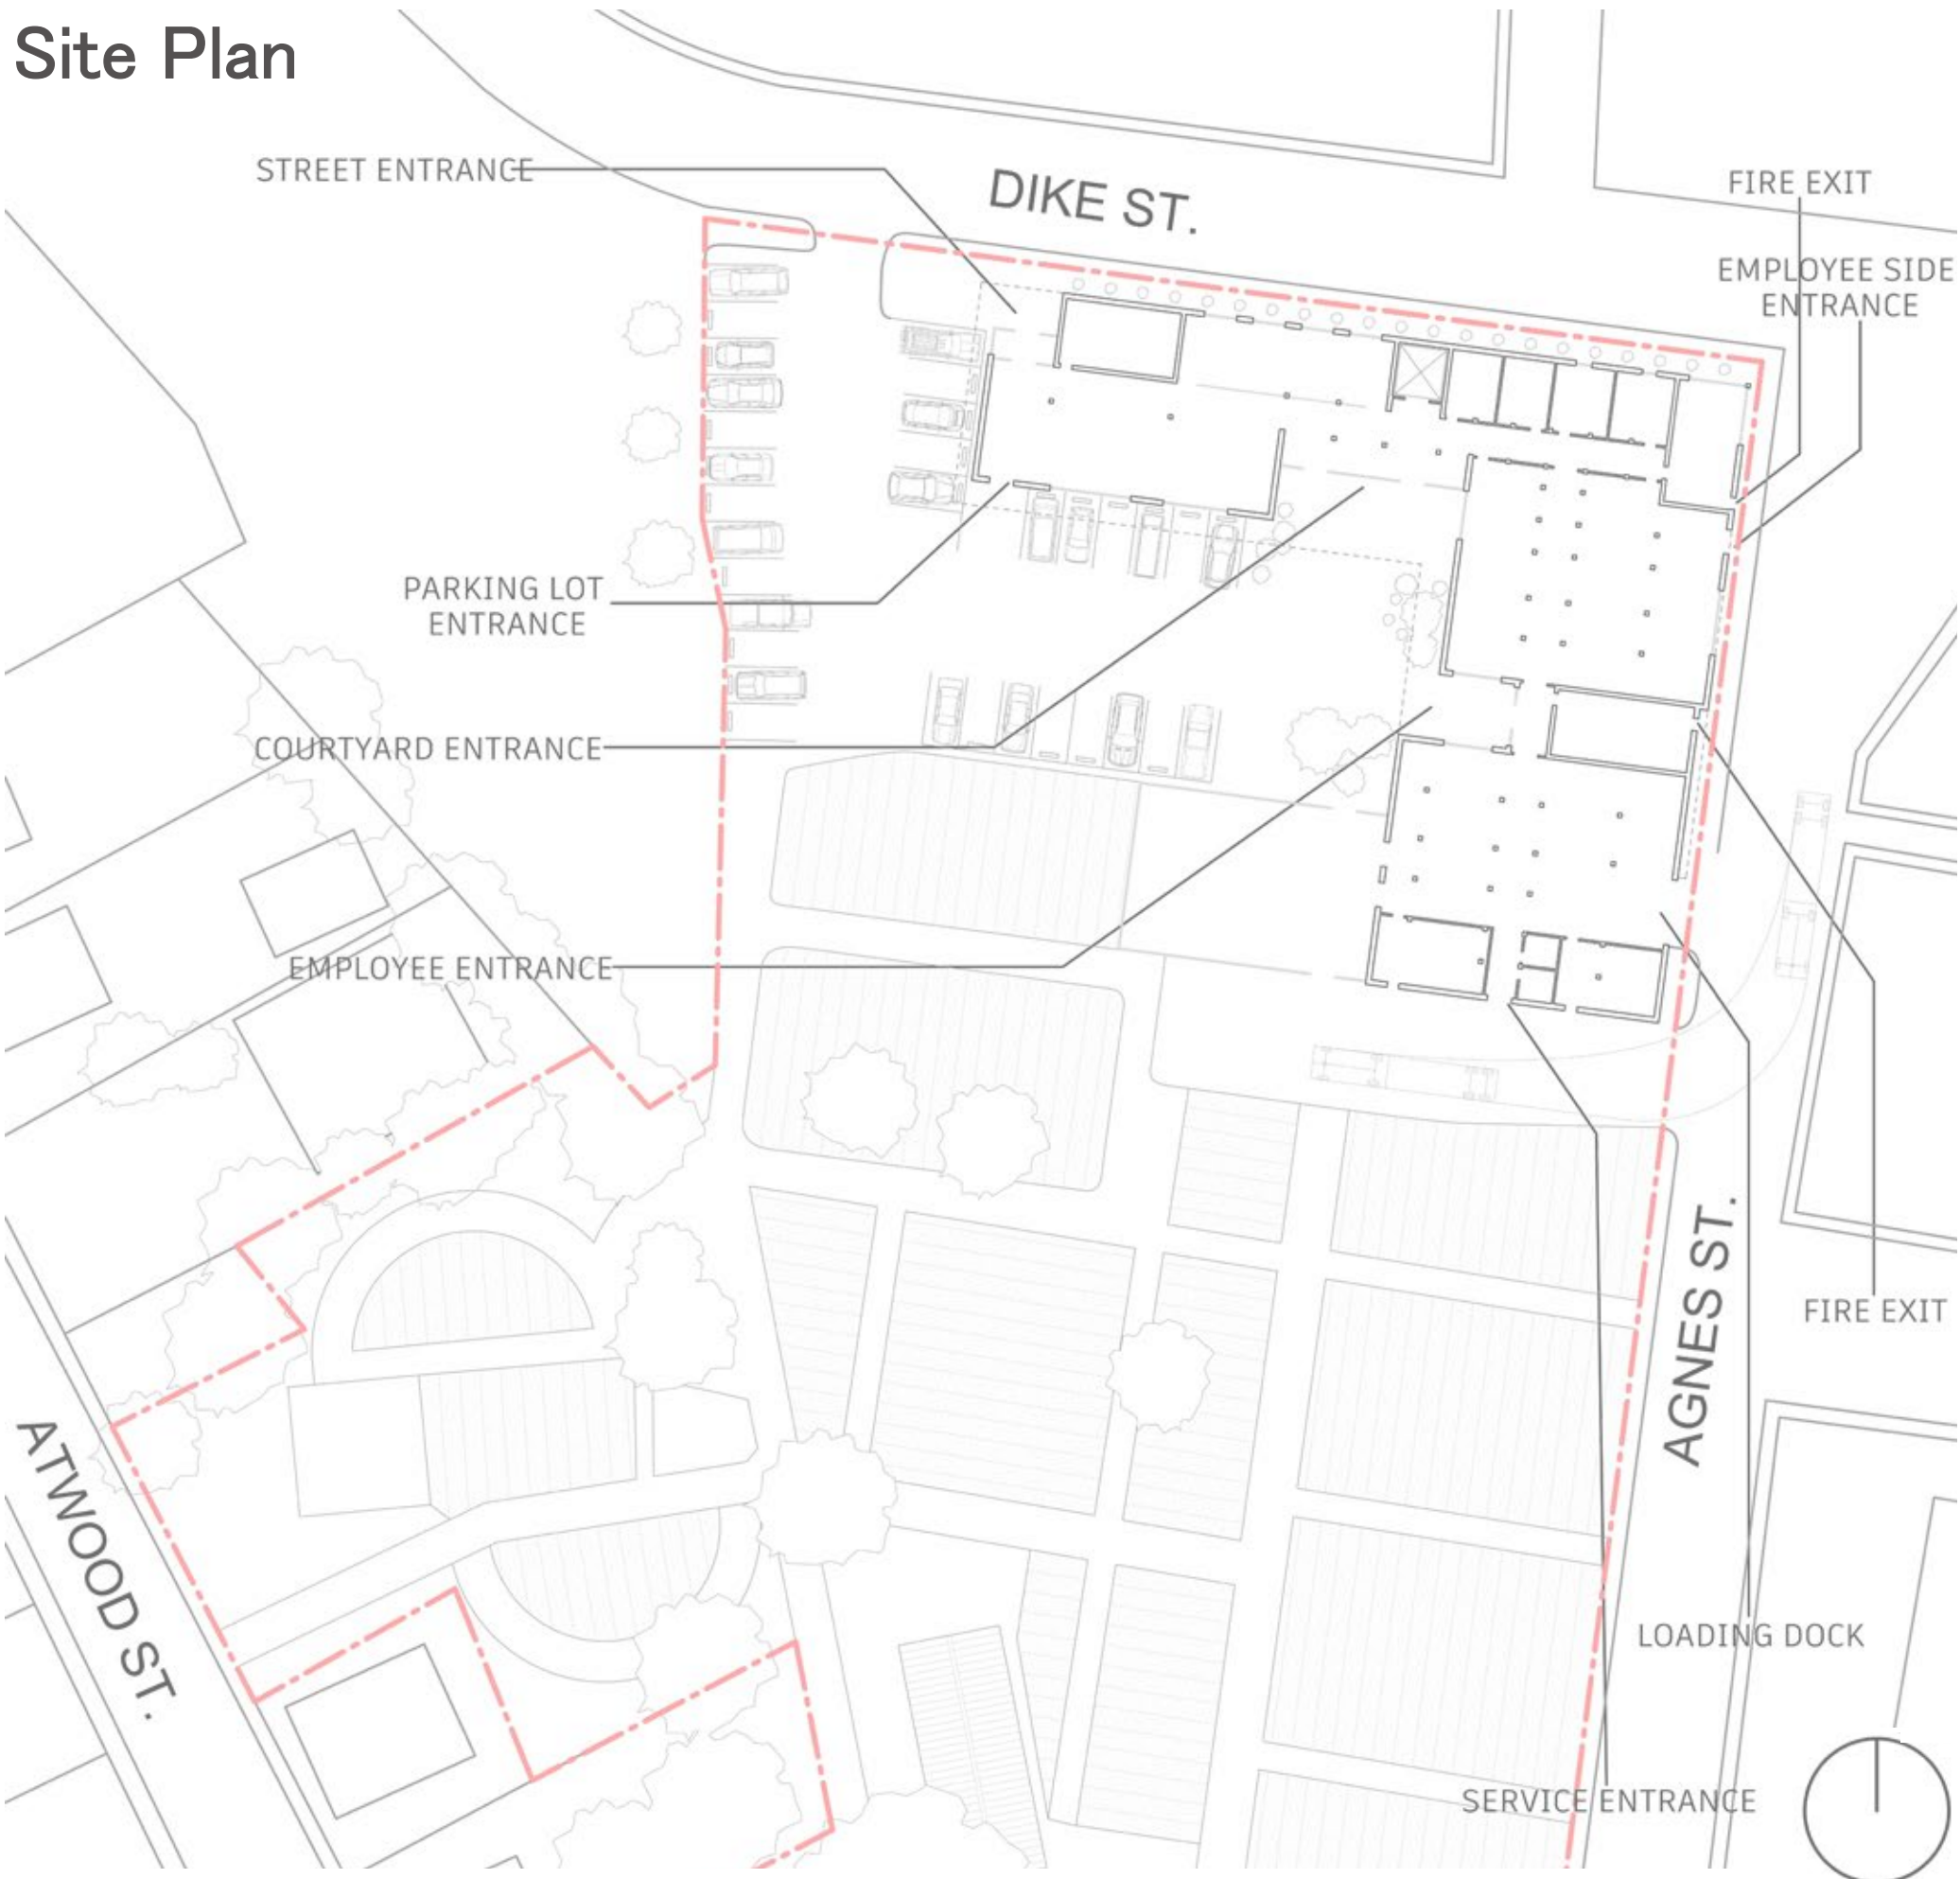 Site Plan
STREET ENTRANCE
DIKE ST.
FIRE EXIT
EMPLOYEE SIDE
ENTRANCE
PARKING LOT
ENTRANCE
COURTYARD ENTRANCE
EMPLOYEE ENTRANCE
AGNES ST.
FIRE EXIT
ATWOOD ST.
LOADING DOCK
SERVICE ENTRANCE